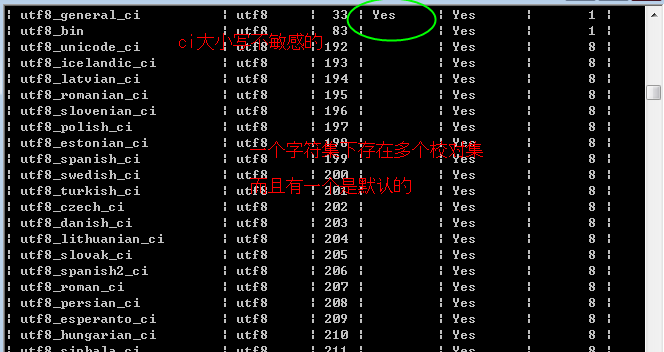 | utf8_general_ci | utf8 | 33 | Yes | Yes | 1 |
| utf8_bin | utf8 | 83 | | Yes | 1 |
ci大小写不敏感的
| utf8_unicode_ci | utf8 | 192 | | Yes | 8 |
| utf8_icelandic_ci | utf8 | 193 | | Yes | 8 |
| utf8_latvian_ci | utf8 | 194 | | Yes | 8 |
| utf8_romanian_ci | utf8 | 195 | | Yes | 8 |
| utf8_slovenian_ci | utf8 | 196 | | Yes | 8 |
| utf8_polish_ci | utf8 | 197 | | Yes | 8 |
| utf8_estonian_ci | utf8 | 198 | | Yes | 8 |
一个字符集下存在多个校对集
| utf8_spanish_ci | utf8 | 199 | | Yes | 8 |
| utf8_swedish_ci | utf8 | 200 | | Yes | 8 |
而且有一个是默认的
| utf8_turkish_ci | utf8 | 201 | | Yes | 8 |
| utf8_czech_ci | utf8 | 202 | | Yes | 8 |
| utf8_danish_ci | utf8 | 203 | | Yes | 8 |
| utf8_lithuanian_ci | utf8 | 204 | | Yes | 8 |
| utf8_slovak_ci | utf8 | 205 | | Yes | 8 |
| utf8_spanish2_ci | utf8 | 206 | | Yes | 8 |
| utf8_roman_ci | utf8 | 207 | | Yes | 8 |
| utf8_persian_ci | utf8 | 208 | | Yes | 8 |
| utf8_esperanto_ci | utf8 | 209 | | Yes | 8 |
| utf8_hungarian_ci | utf8 | 210 | | Yes | 8 |
| utf8_sinhala_ci | utf8 | 211 | | Yes | 8 |